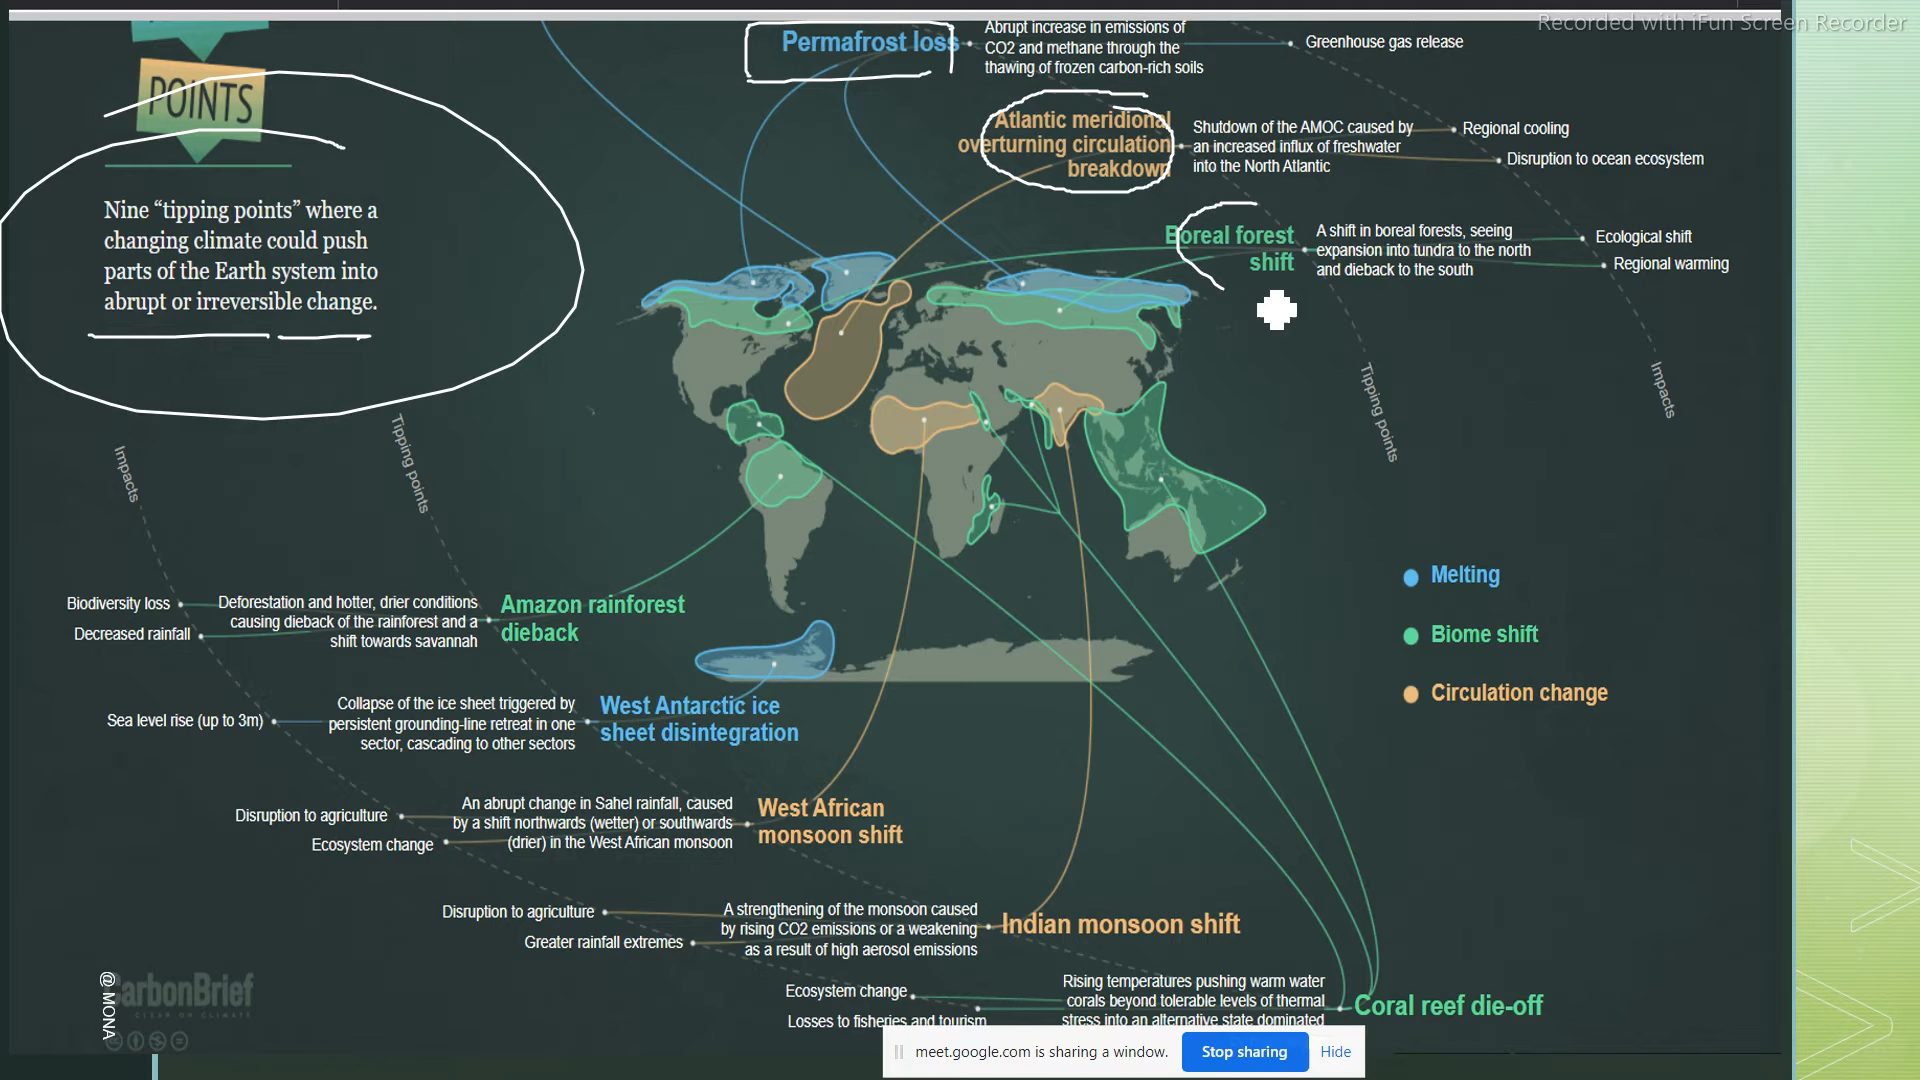 Recorded with iFun Screen Recorder
POINTS
Nine “tipping points” where a
changing climate could push
parts of the Earth system into
abrupt or irreversible change.
Permafrost loss
Abrupt increase in emissions of
CO2 and methane through the
thawing of frozen carbon-rich soils
Greenhouse gas release
Atlantic meridional
overturning circulation
breakdown
Shutdown of the AMOC caused by
an increased influx of freshwater
into the North Atlantic
Regional cooling
Disruption to ocean ecosystem
Boreal forest
shift
A shift in boreal forests, seeing
expansion into tundra to the north
and dieback to the south
Ecological shift
Regional warming
Tipping points
Impacts
Impacts
Tipping points
Melting
Biome shift
Circulation change
Biodiversity loss
Decreased rainfall
Deforestation and hotter, drier conditions
causing dieback of the rainforest and a
shift towards savannah
Amazon rainforest
dieback
Sea level rise (up to 3m)
Collapse of the ice sheet triggered by
persistent grounding-line retreat in one
sector, cascading to other sectors
West Antarctic ice
sheet disintegration
Disruption to agriculture
Ecosystem change
An abrupt change in Sahel rainfall, caused
by a shift northwards (wetter) or southwards
(drier) in the West African monsoon
West African
monsoon shift
Disruption to agriculture
Greater rainfall extremes
A strengthening of the monsoon caused
by rising CO2 emissions or a weakening
as a result of high aerosol emissions
Indian monsoon shift
Ecosystem change
Losses to fisheries and tourism
Rising temperatures pushing warm water
corals beyond tolerable levels of thermal
stress into an alternative state dominated
Coral reef die-off
@ MONA
CarbonBrief
CLEAR ON CLIMATE
meet.google.com is sharing a window.
Stop sharing
Hide